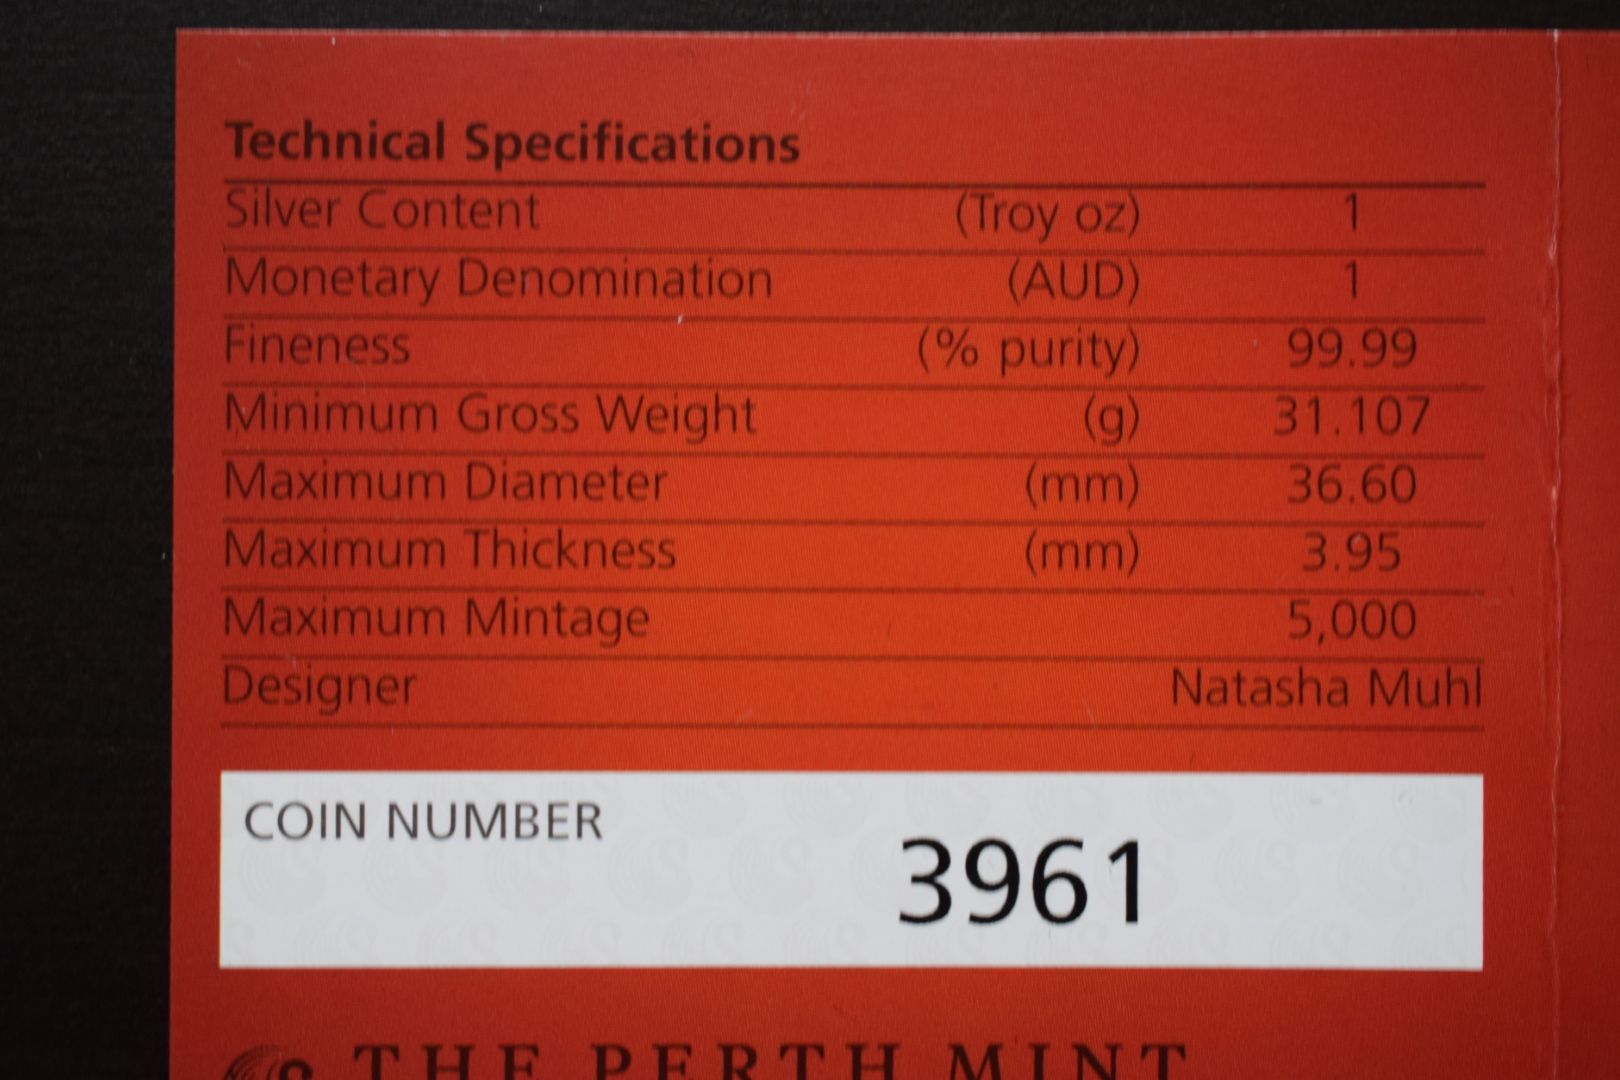 Technical Specifications
Silver Content (Troy oz) 1
Monetary Denomination (AUD) 1
Fineness (% purity) 99.99
Minimum Gross Weight (g) 31.107
Maximum Diameter (mm) 36.60
Maximum Thickness (mm) 3.95
Maximum Mintage 5,000
Designer Natasha Muhl
COIN NUMBER
3961
THE PERTH MINT